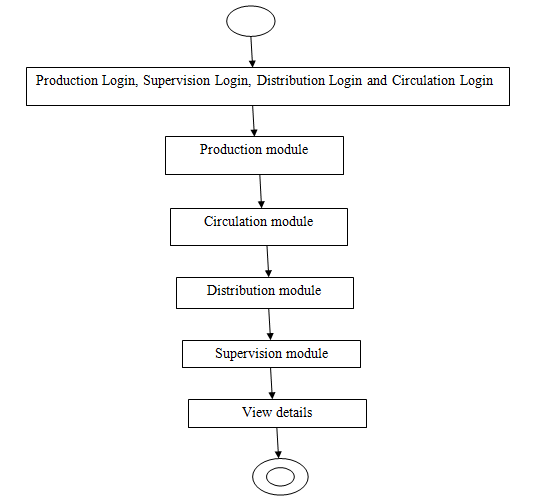 Production Login, Supervision Login, Distribution Login and Circulation Login
Production module
Circulation module
Distribution module
Supervision module
View details